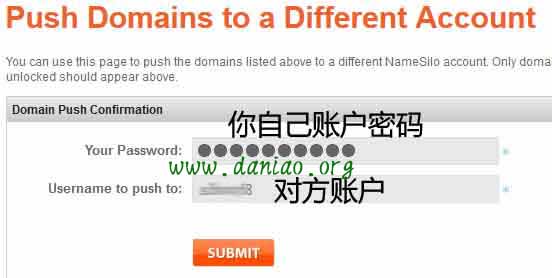 Push Domains to a Different Account
You can use this page to push the domains listed above to a different NameSilo account. Only doma
unlocked should appear above.
Domain Push Confirmation
你自己账户密码
Your Password: ●●●●●●●●●● *
www.daniao.org
Username to push to: 对方账户 *
SUBMIT